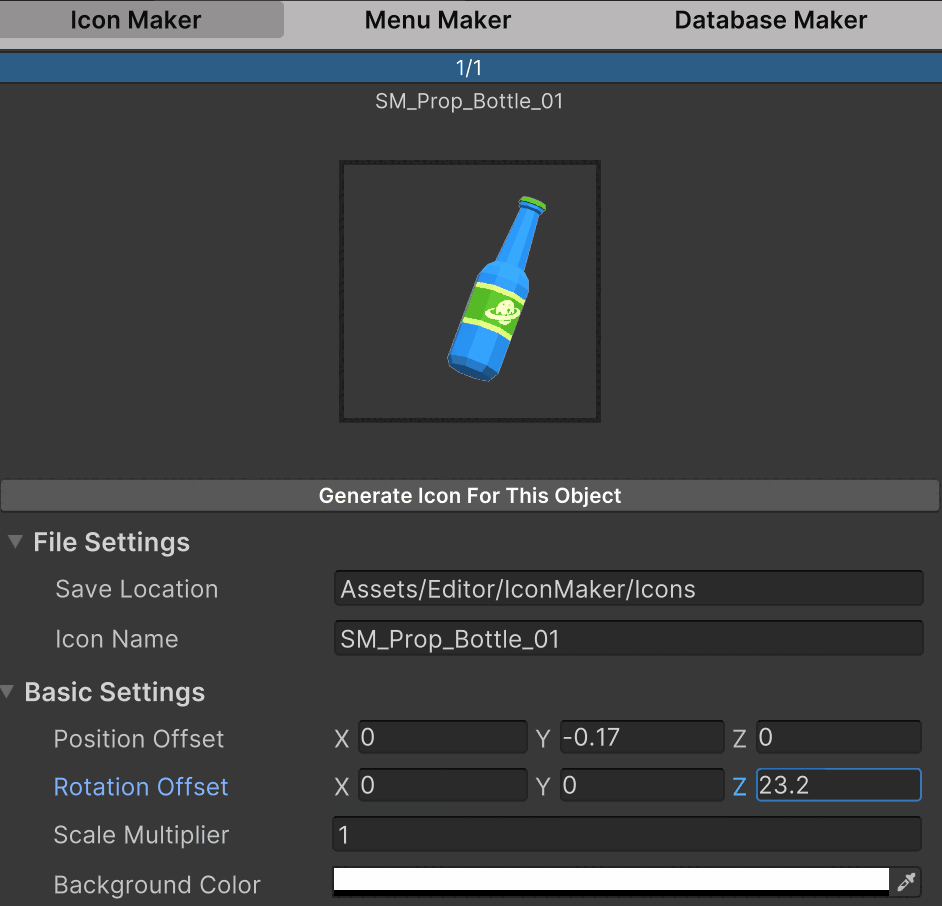 Icon Maker Menu Maker Database Maker
1/1
SM_Prop_Bottle_01
Generate Icon For This Object
File Settings
Save Location Assets/Editor/IconMaker/Icons
Icon Name SM_Prop_Bottle_01
Basic Settings
Position Offset X 0 Y -0.17 Z 0
Rotation Offset X 0 Y 0 Z 23.2
Scale Multiplier 1
Background Color